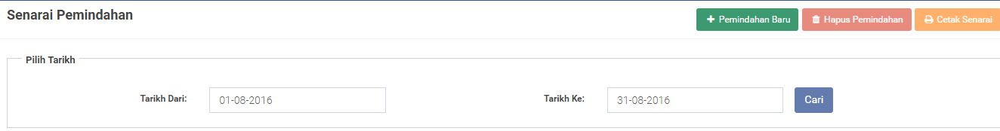 Senarai Pemindahan
Pemindahan Baru
Hapus Pemindahan
Cetak Senarai
Pilih Tarikh
Tarikh Dari: 01-08-2016 Tarikh Ke: 31-08-2016 Cari